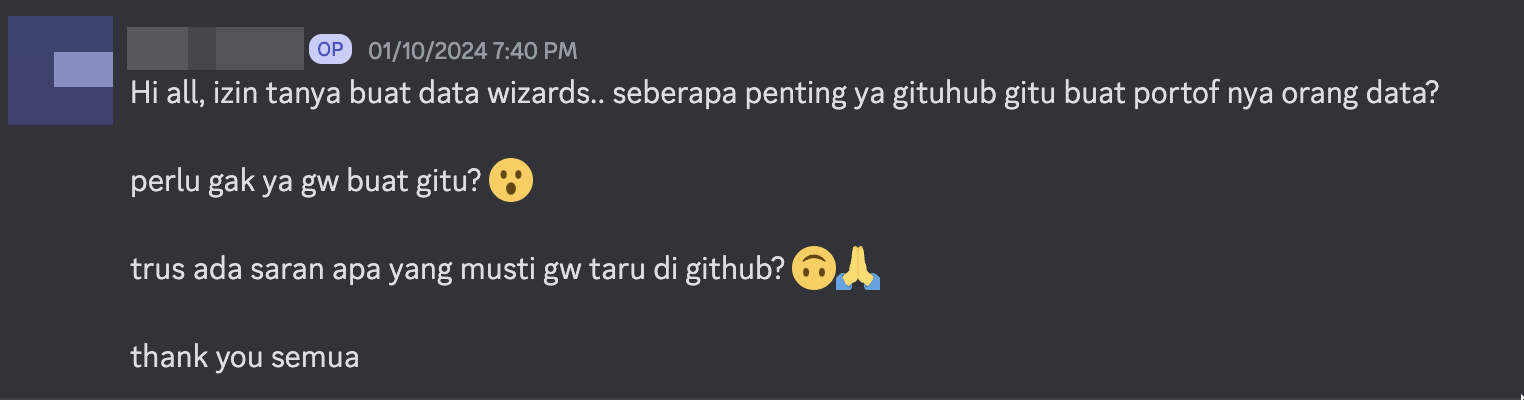 OP 01/10/2024 7:40 PM
Hi all, izin tanya buat data wizards.. seberapa penting ya gituhub gitu buat portof nya orang data?
perlu gak ya gw buat gitu? 😮
trus ada saran apa yang musti gw taru di github? 🙃🙏
thank you semua